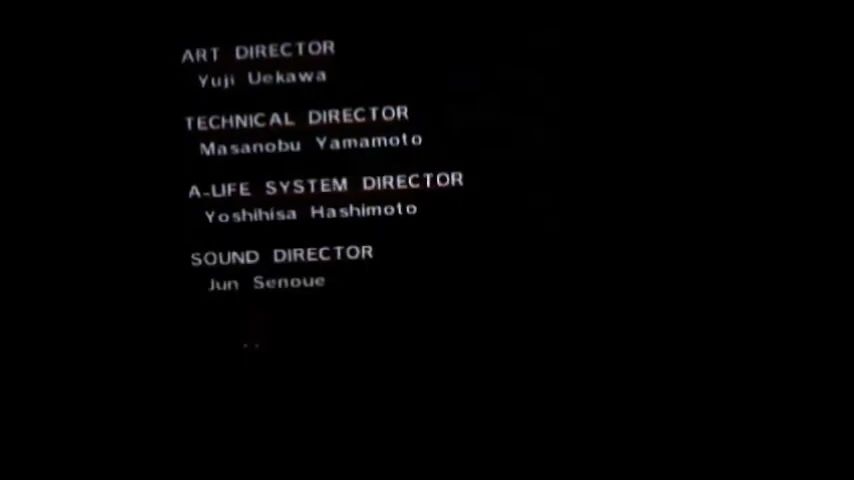 ART DIRECTOR
Yuji Uekawa
TECHNICAL DIRECTOR
Masanobu Yamamoto
A-LIFE SYSTEM DIRECTOR
Yoshihisa Hashimoto
SOUND DIRECTOR
Jun Senoue